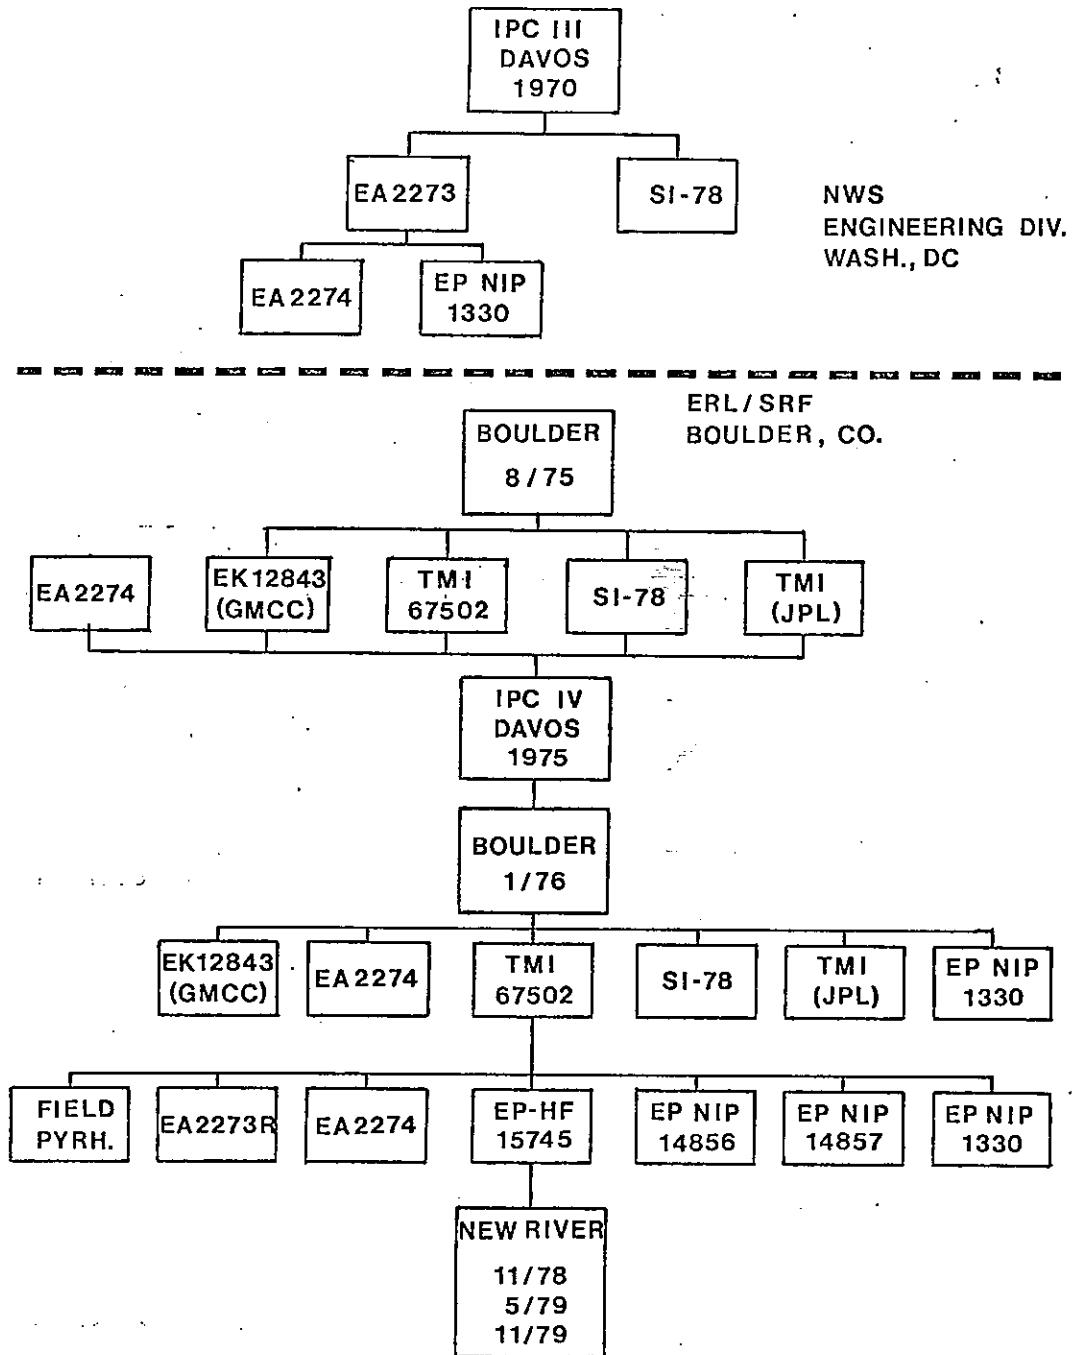 IPC III
DAVOS
1970
EA2273
SI-78
NWS
ENGINEERING DIV.
WASH., DC
EA2274
EP NIP
1330
ERL/SRF
BOULDER, CO.
BOULDER
8/75
EA2274
EK12843
(GMCC)
TMI
67502
SI-78
TMI
(JPL)
IPC IV
DAVOS
1975
BOULDER
1/76
EK12843
(GMCC)
EA2274
TMI
67502
SI-78
TMI
(JPL)
EP NIP
1330
FIELD
PYRH.
EA2273R
EA2274
EP-HF
15745
EP NIP
14856
EP NIP
14857
EP NIP
1330
NEW RIVER
11/78
5/79
11/79